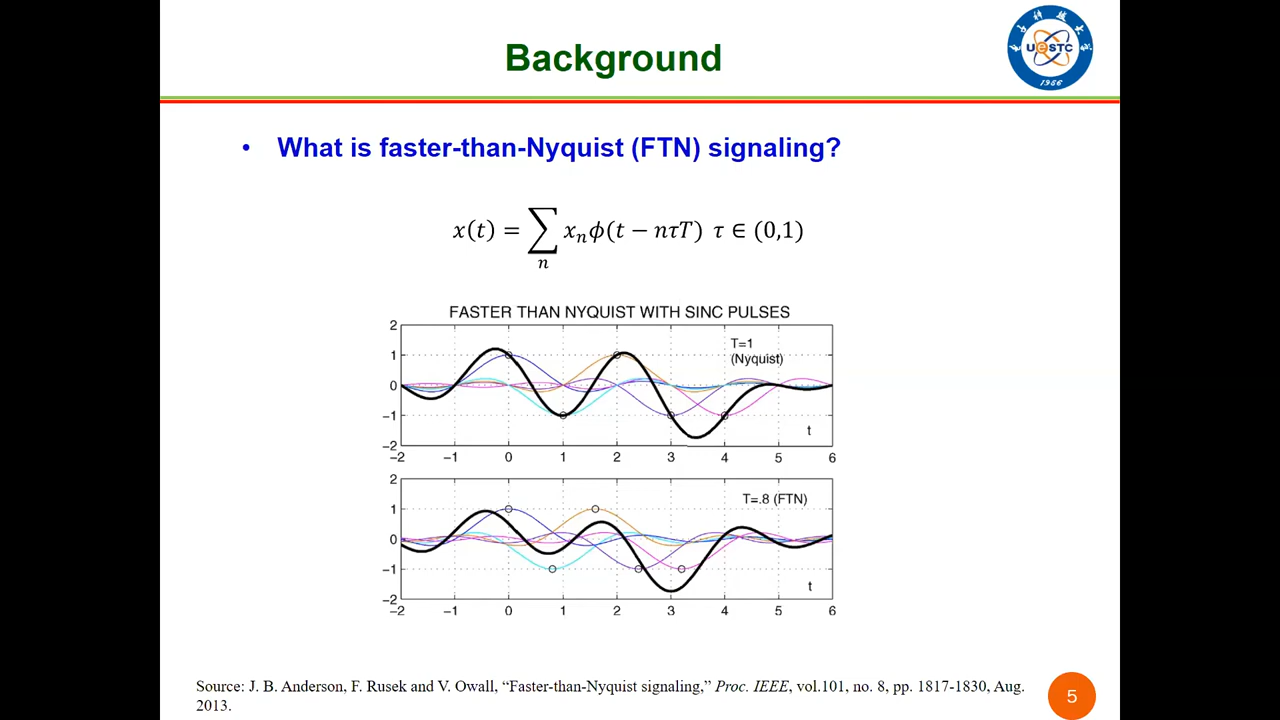 Background
UeSTC
1956
• What is faster-than-Nyquist (FTN) signaling?
x(t) = ∑ₙ xₙϕ(t − nτT) τ ∈ (0,1)
FASTER THAN NYQUIST WITH SINC PULSES
2
1
0
−1
−2
T=1
(Nyquist)
t
−2 −1 0 1 2 3 4 5 6
2
1
0
−1
−2
T=.8 (FTN)
t
−2 −1 0 1 2 3 4 5 6
Source: J. B. Anderson, F. Rusek and V. Owall, “Faster-than-Nyquist signaling,” Proc. IEEE, vol.101, no. 8, pp. 1817-1830, Aug.
2013.
5